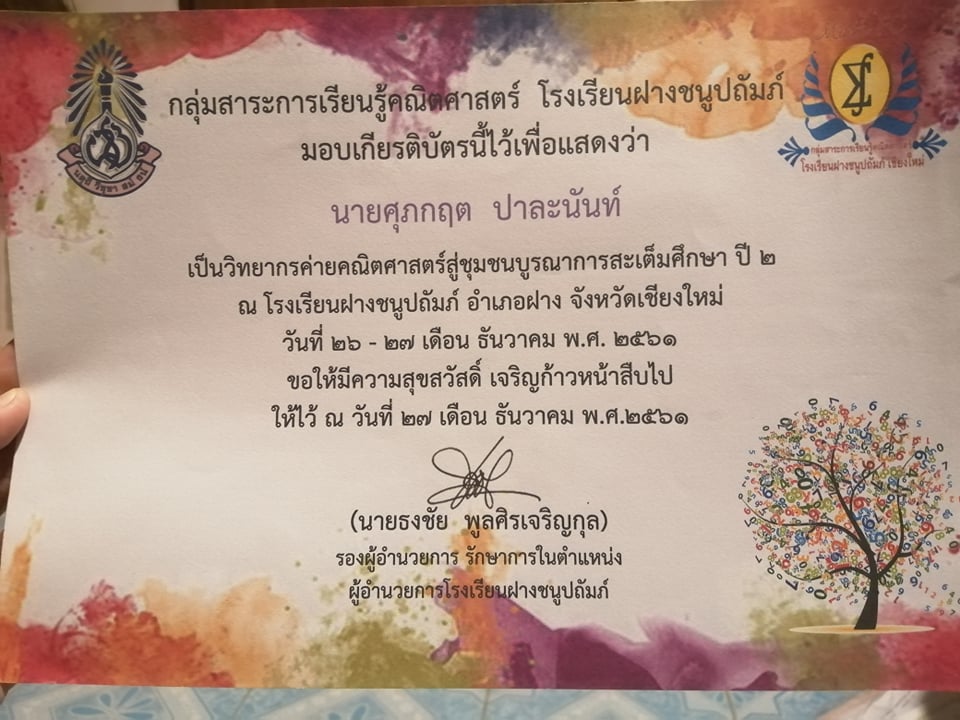 กลุ่มสาระการเรียนรู้คณิตศาสตร์ โรงเรียนฝางชนูปถัมภ์
มอบเกียรติบัตรนี้ไว้เพื่อแสดงว่า
กลุ่มสาระการเรียนรู้คณิตศาสตร์
โรงเรียนฝางชนูปถัมภ์ เชียงใหม่
นายศุภกฤต ปาละนันท์
เป็นวิทยากรค่ายคณิตศาสตร์สู่ชุมชนบูรณาการสะเต็มศึกษา ปี ๒
ณ โรงเรียนฝางชนูปถัมภ์ อำเภอฝาง จังหวัดเชียงใหม่
วันที่ ๒๖ - ๒๗ เดือน ธันวาคม พ.ศ. ๒๕๖๑
ขอให้มีความสุขสวัสดิ์ เจริญก้าวหน้าสืบไป
ให้ไว้ ณ วันที่ ๒๗ เดือน ธันวาคม พ.ศ.๒๕๖๑
(นายธงชัย พูลศิรเจริญกุล)
รองผู้อำนวยการ รักษาการในตำแหน่ง
ผู้อำนวยการโรงเรียนฝางชนูปถัมภ์